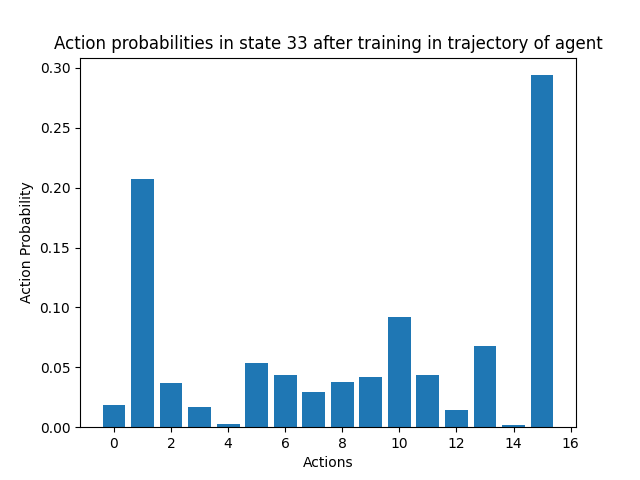 Action probabilities in state 33 after training in trajectory of agent
0.30
0.25
0.20
0.15
0.10
0.05
0.00
Action Probability
0 2 4 6 8 10 12 14 16
Actions